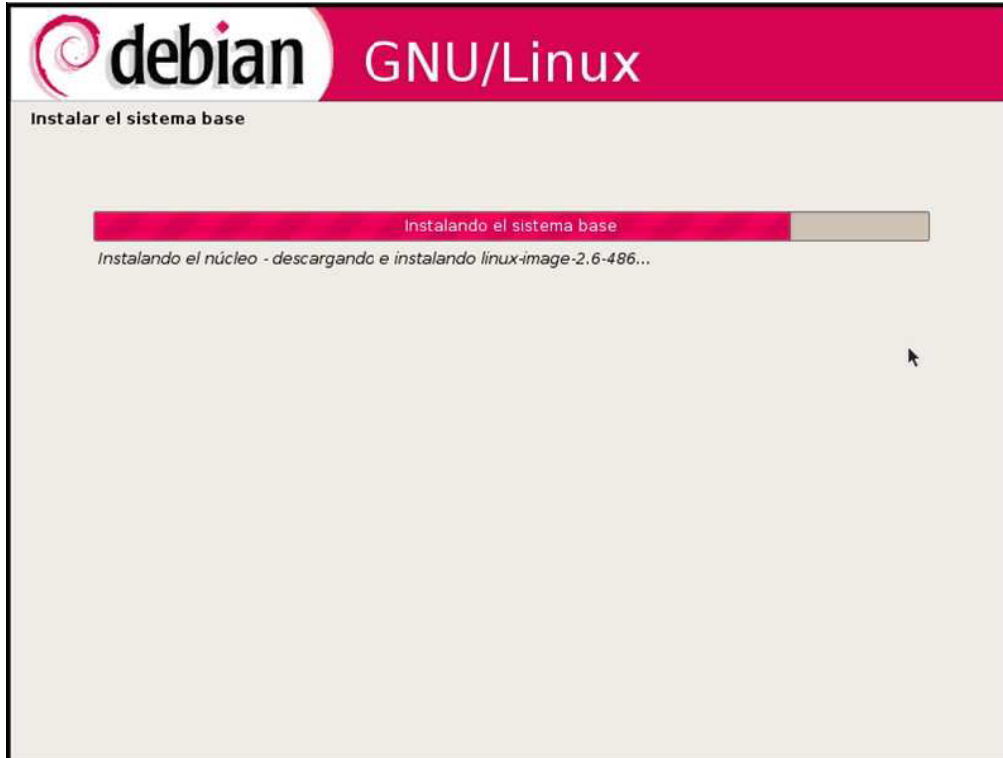 debian GNU/Linux
Instalar el sistema base
Instalando el sistema base
Instalando el núcleo - descargando e instalando linux-image-2.6-486...